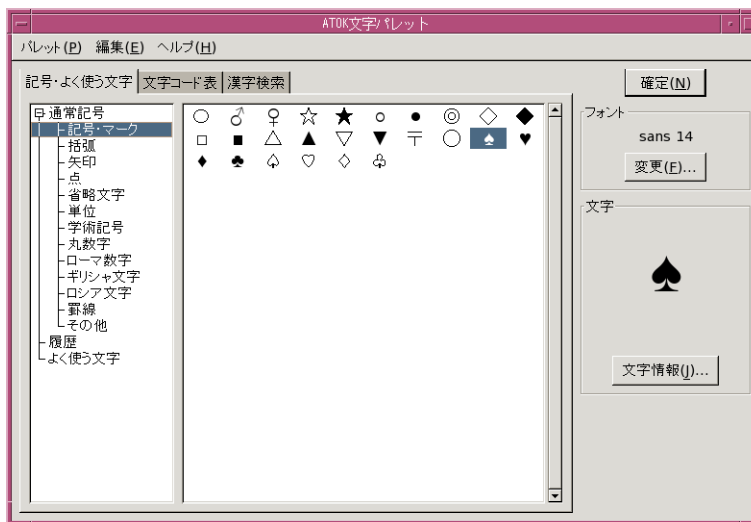 ATOK文字パレット
パレット(P) 編集(E) ヘルプ(H)
記号・よく使う文字 文字コード表 漢字検索
通常記号
記号・マーク
括弧
矢印
点
省略文字
単位
学術記号
丸数字
ローマ数字
ギリシャ文字
ロシア文字
罫線
その他
履歴
よく使う文字
○ ♂ ♀ ☆ ★ ○ ● ◎ ◇ ◆
□ ■ △ ▲ ▽ ▼ 〒 ◯ ♠ ♥
♦ ♣ ♤ ♡ ♢ ♧
確定(N)
フォント
sans 14
変更(F)...
文字
♠
文字情報(J)...